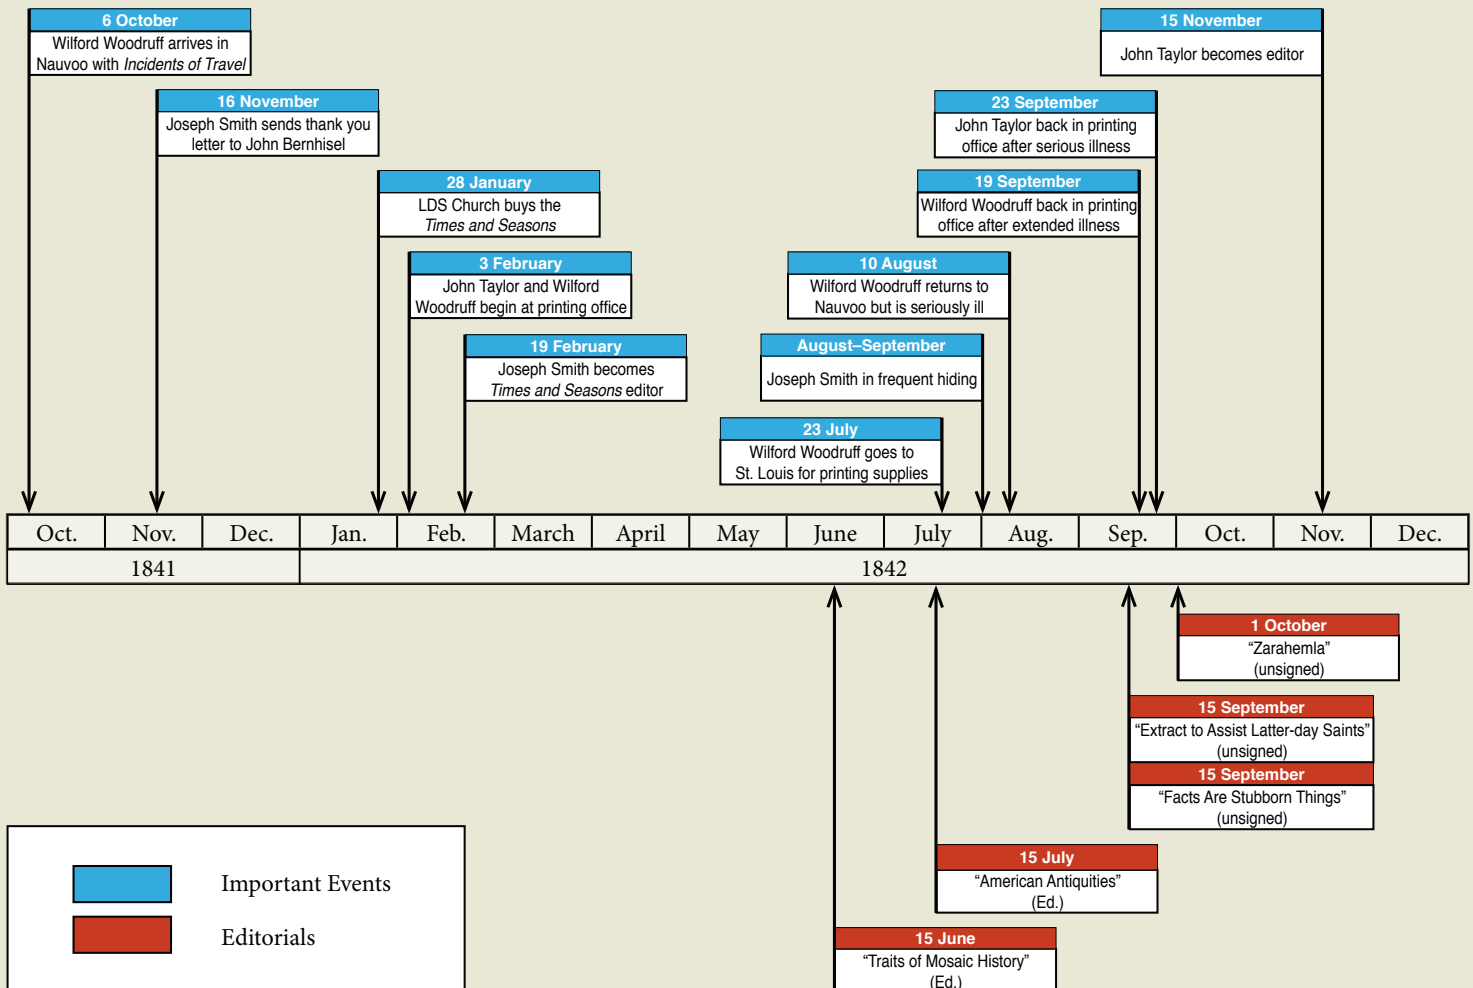 6 October
Wilford Woodruff arrives in
Nauvoo with Incidents of Travel
15 November
John Taylor becomes editor
16 November
Joseph Smith sends thank you
letter to John Bernhisel
23 September
John Taylor back in printing
office after serious illness
28 January
LDS Church buys the
Times and Seasons
19 September
Wilford Woodruff back in printing
office after extended illness
3 February
John Taylor and Wilford
Woodruff begin at printing office
10 August
Wilford Woodruff returns to
Nauvoo but is seriously ill
19 February
Joseph Smith becomes
Times and Seasons editor
August–September
Joseph Smith in frequent hiding
23 July
Wilford Woodruff goes to
St. Louis for printing supplies
Oct. Nov. Dec. Jan. Feb. March April May June July Aug. Sep. Oct. Nov. Dec.
1841 1842
1 October
“Zarahemla”
(unsigned)
15 September
“Extract to Assist Latter-day Saints”
(unsigned)
15 September
“Facts Are Stubborn Things”
(unsigned)
15 July
“American Antiquities”
(Ed.)
15 June
“Traits of Mosaic History”
(Ed.)
Important Events
Editorials